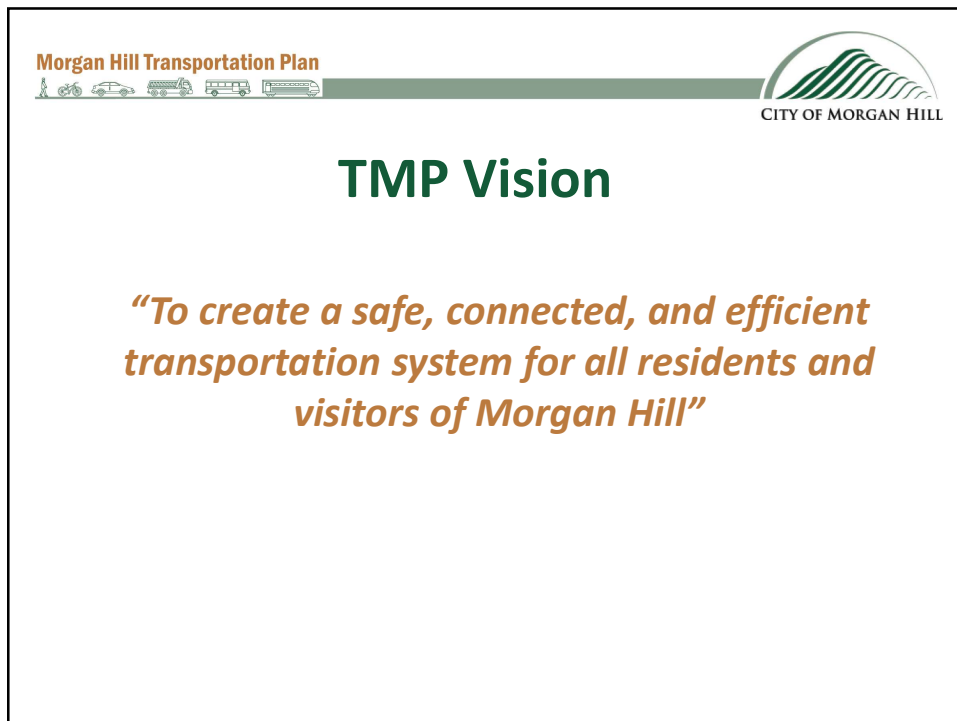 Morgan Hill Transportation Plan
CITY OF MORGAN HILL
TMP Vision
“To create a safe, connected, and efficient
transportation system for all residents and
visitors of Morgan Hill”